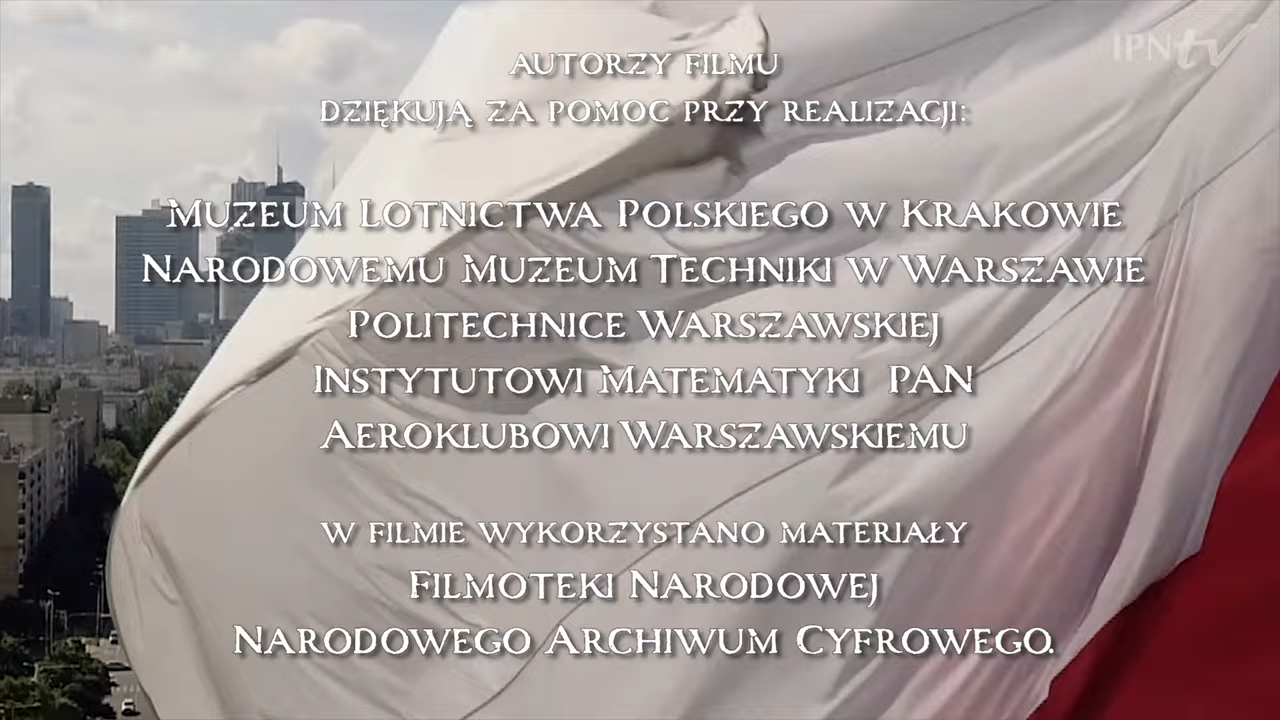 IPNtv
AUTORZY FILMU
DZIĘKUJĄ ZA POMOC PRZY REALIZACJI:
MUZEUM LOTNICTWA POLSKIEGO W KRAKOWIE
NARODOWEMU MUZEUM TECHNIKI W WARSZAWIE
POLITECHNICE WARSZAWSKIEJ
INSTYTUTOWI MATEMATYKI PAN
AEROKLUBOWI WARSZAWSKIEMU
W FILMIE WYKORZYSTANO MATERIAŁY
FILMOTEKI NARODOWEJ
NARODOWEGO ARCHIWUM CYFROWEGO.